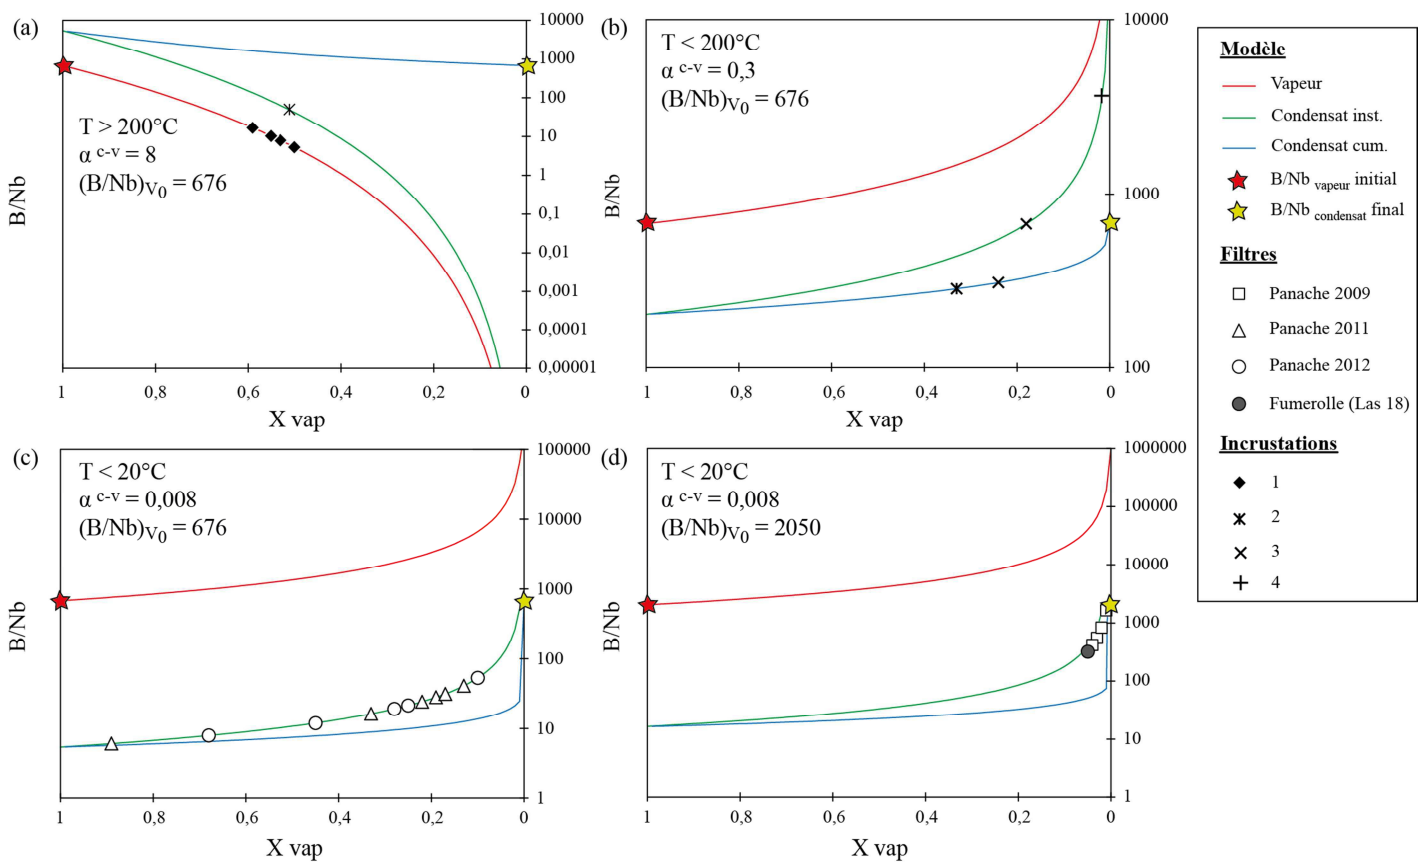 (a)
T > 200°C
α c-v = 8
(B/Nb)V0 = 676
B/Nb
10000
1000
100
10
1
0,1
0,01
0,001
0,0001
0,00001
1
0,8
0,6
0,4
0,2
0
X vap
(b)
T < 200°C
α c-v = 0,3
(B/Nb)V0 = 676
B/Nb
10000
1000
100
1
0,8
0,6
0,4
0,2
0
X vap
(c)
T < 20°C
α c-v = 0,008
(B/Nb)V0 = 676
B/Nb
100000
10000
1000
100
10
1
1
0,8
0,6
0,4
0,2
0
X vap
(d)
T < 20°C
α c-v = 0,008
(B/Nb)V0 = 2050
B/Nb
1000000
100000
10000
1000
100
10
1
1
0,8
0,6
0,4
0,2
0
X vap
Modèle
Vapeur
Condensat inst.
Condensat cum.
B/Nb vapeur initial
B/Nb condensat final
Filtres
Panache 2009
Panache 2011
Panache 2012
Fumerolle (Las 18)
Incrustations
1
2
3
4